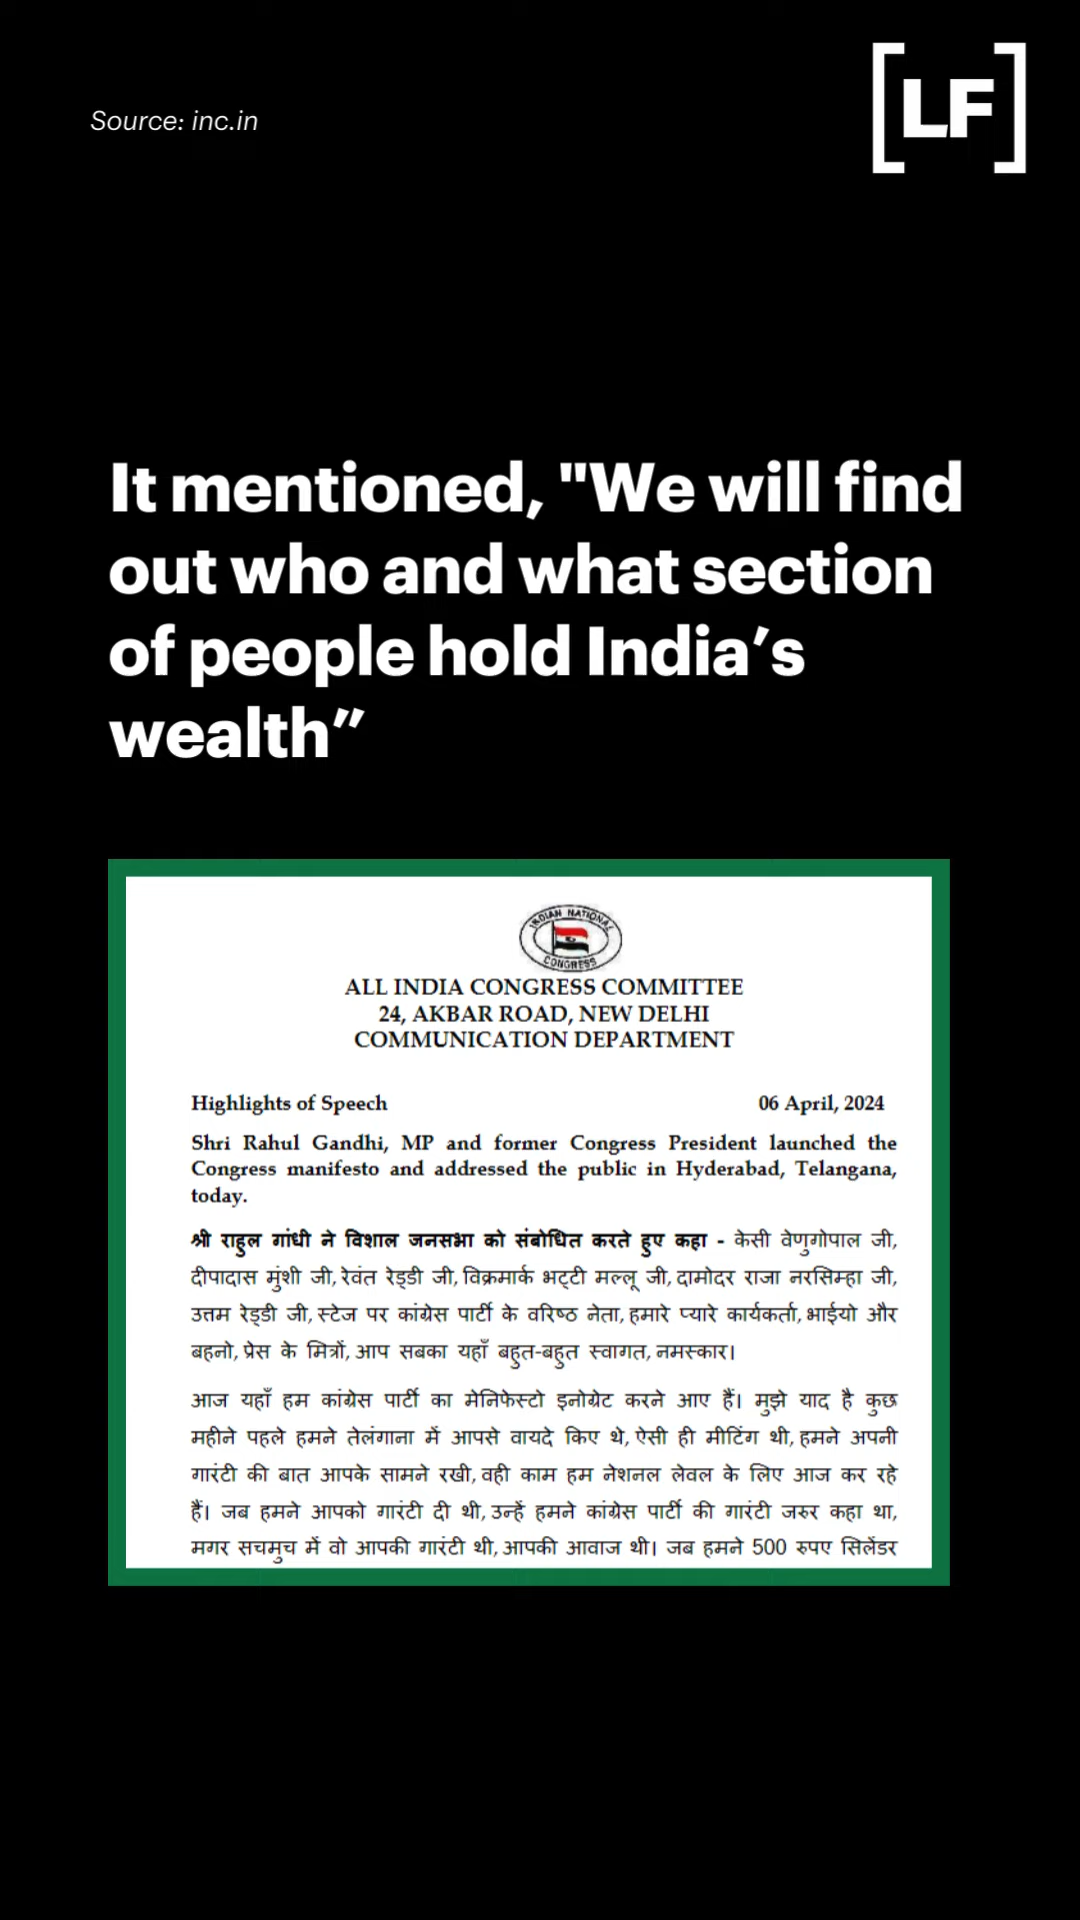 Source: inc.in
[LF]
It mentioned, "We will find
out who and what section
of people hold India’s
wealth”
INDIAN NATIONAL
CONGRESS
ALL INDIA CONGRESS COMMITTEE
24, AKBAR ROAD, NEW DELHI
COMMUNICATION DEPARTMENT
Highlights of Speech 06 April, 2024
Shri Rahul Gandhi, MP and former Congress President launched the
Congress manifesto and addressed the public in Hyderabad, Telangana,
today.
श्री राहुल गांधी ने विशाल जनसभा को संबोधित करते हुए कहा - केसी वेणुगोपाल जी,
दीपादास मुंशी जी, रेवंत रेड्डी जी, विक्रमार्क भट्टी मल्लू जी, दामोदर राजा नरसिम्हा जी,
उत्तम रेड्डी जी, स्टेज पर कांग्रेस पार्टी के वरिष्ठ नेता, हमारे प्यारे कार्यकर्ता, भाईयो और
बहनो, प्रेस के मित्रों, आप सबका यहाँ बहुत-बहुत स्वागत, नमस्कार।
आज यहाँ हम कांग्रेस पार्टी का मेनिफेस्टो इनोग्रेट करने आए हैं। मुझे याद है कुछ
महीने पहले हमने तेलंगाना में आपसे वायदे किए थे, ऐसी ही मीटिंग थी, हमने अपनी
गारंटी की बात आपके सामने रखी, वही काम हम नेशनल लेवल के लिए आज कर रहे
हैं। जब हमने आपको गारंटी दी थी, उन्हें हमने कांग्रेस पार्टी की गारंटी जरुर कहा था,
मगर सचमुच में वो आपकी गारंटी थी, आपकी आवाज थी। जब हमने 500 रुपए सिलेंडर